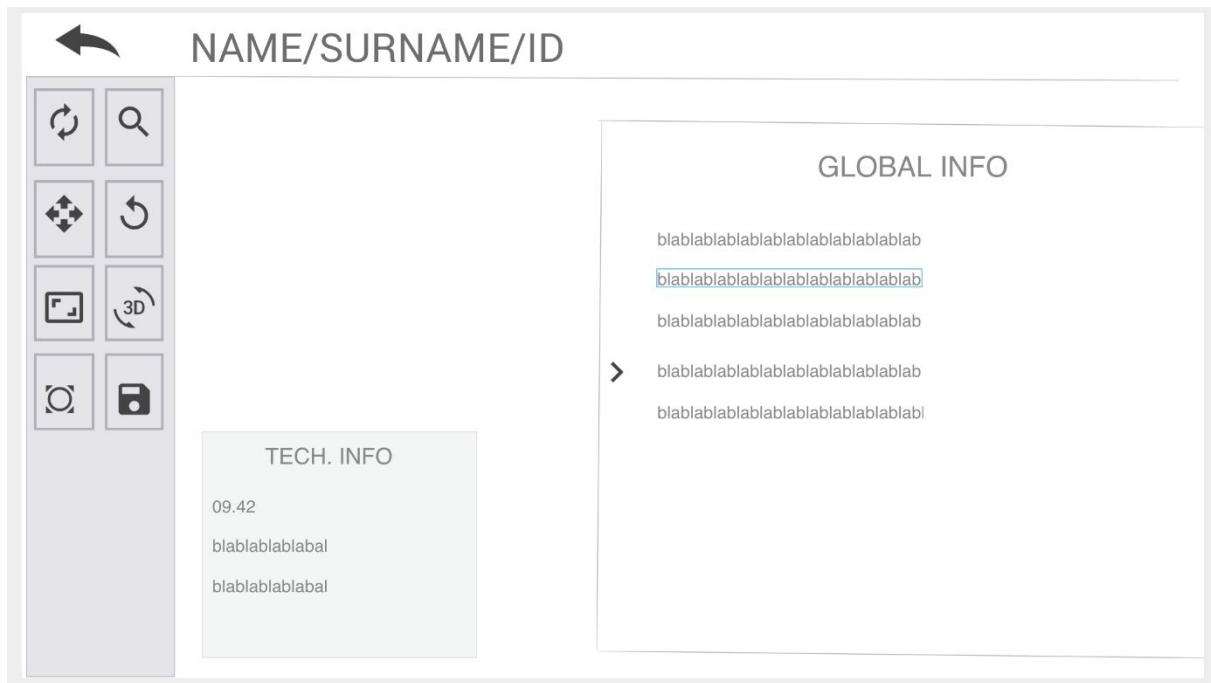 NAME/SURNAME/ID
3D
GLOBAL INFO
blablablablablablablablablablablab
blablablablablablablablablablablab
blablablablablablablablablablablab
blablablablablablablablablablablab
blablablablablablablablablablablabl
TECH. INFO
09.42
blablablablabal
blablablablabal